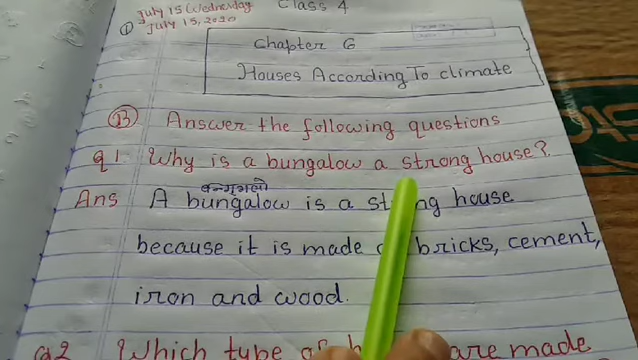 Class 4
July 15 Wednesday
① July 15, 2020
Chapter 6
Houses According To climate
B Answer the following questions
Q1. Why is a bungalow a strong house?
Ans A bungalow is a house
because it is made bricks, cement,
iron and wood.
Q2 Which type are made